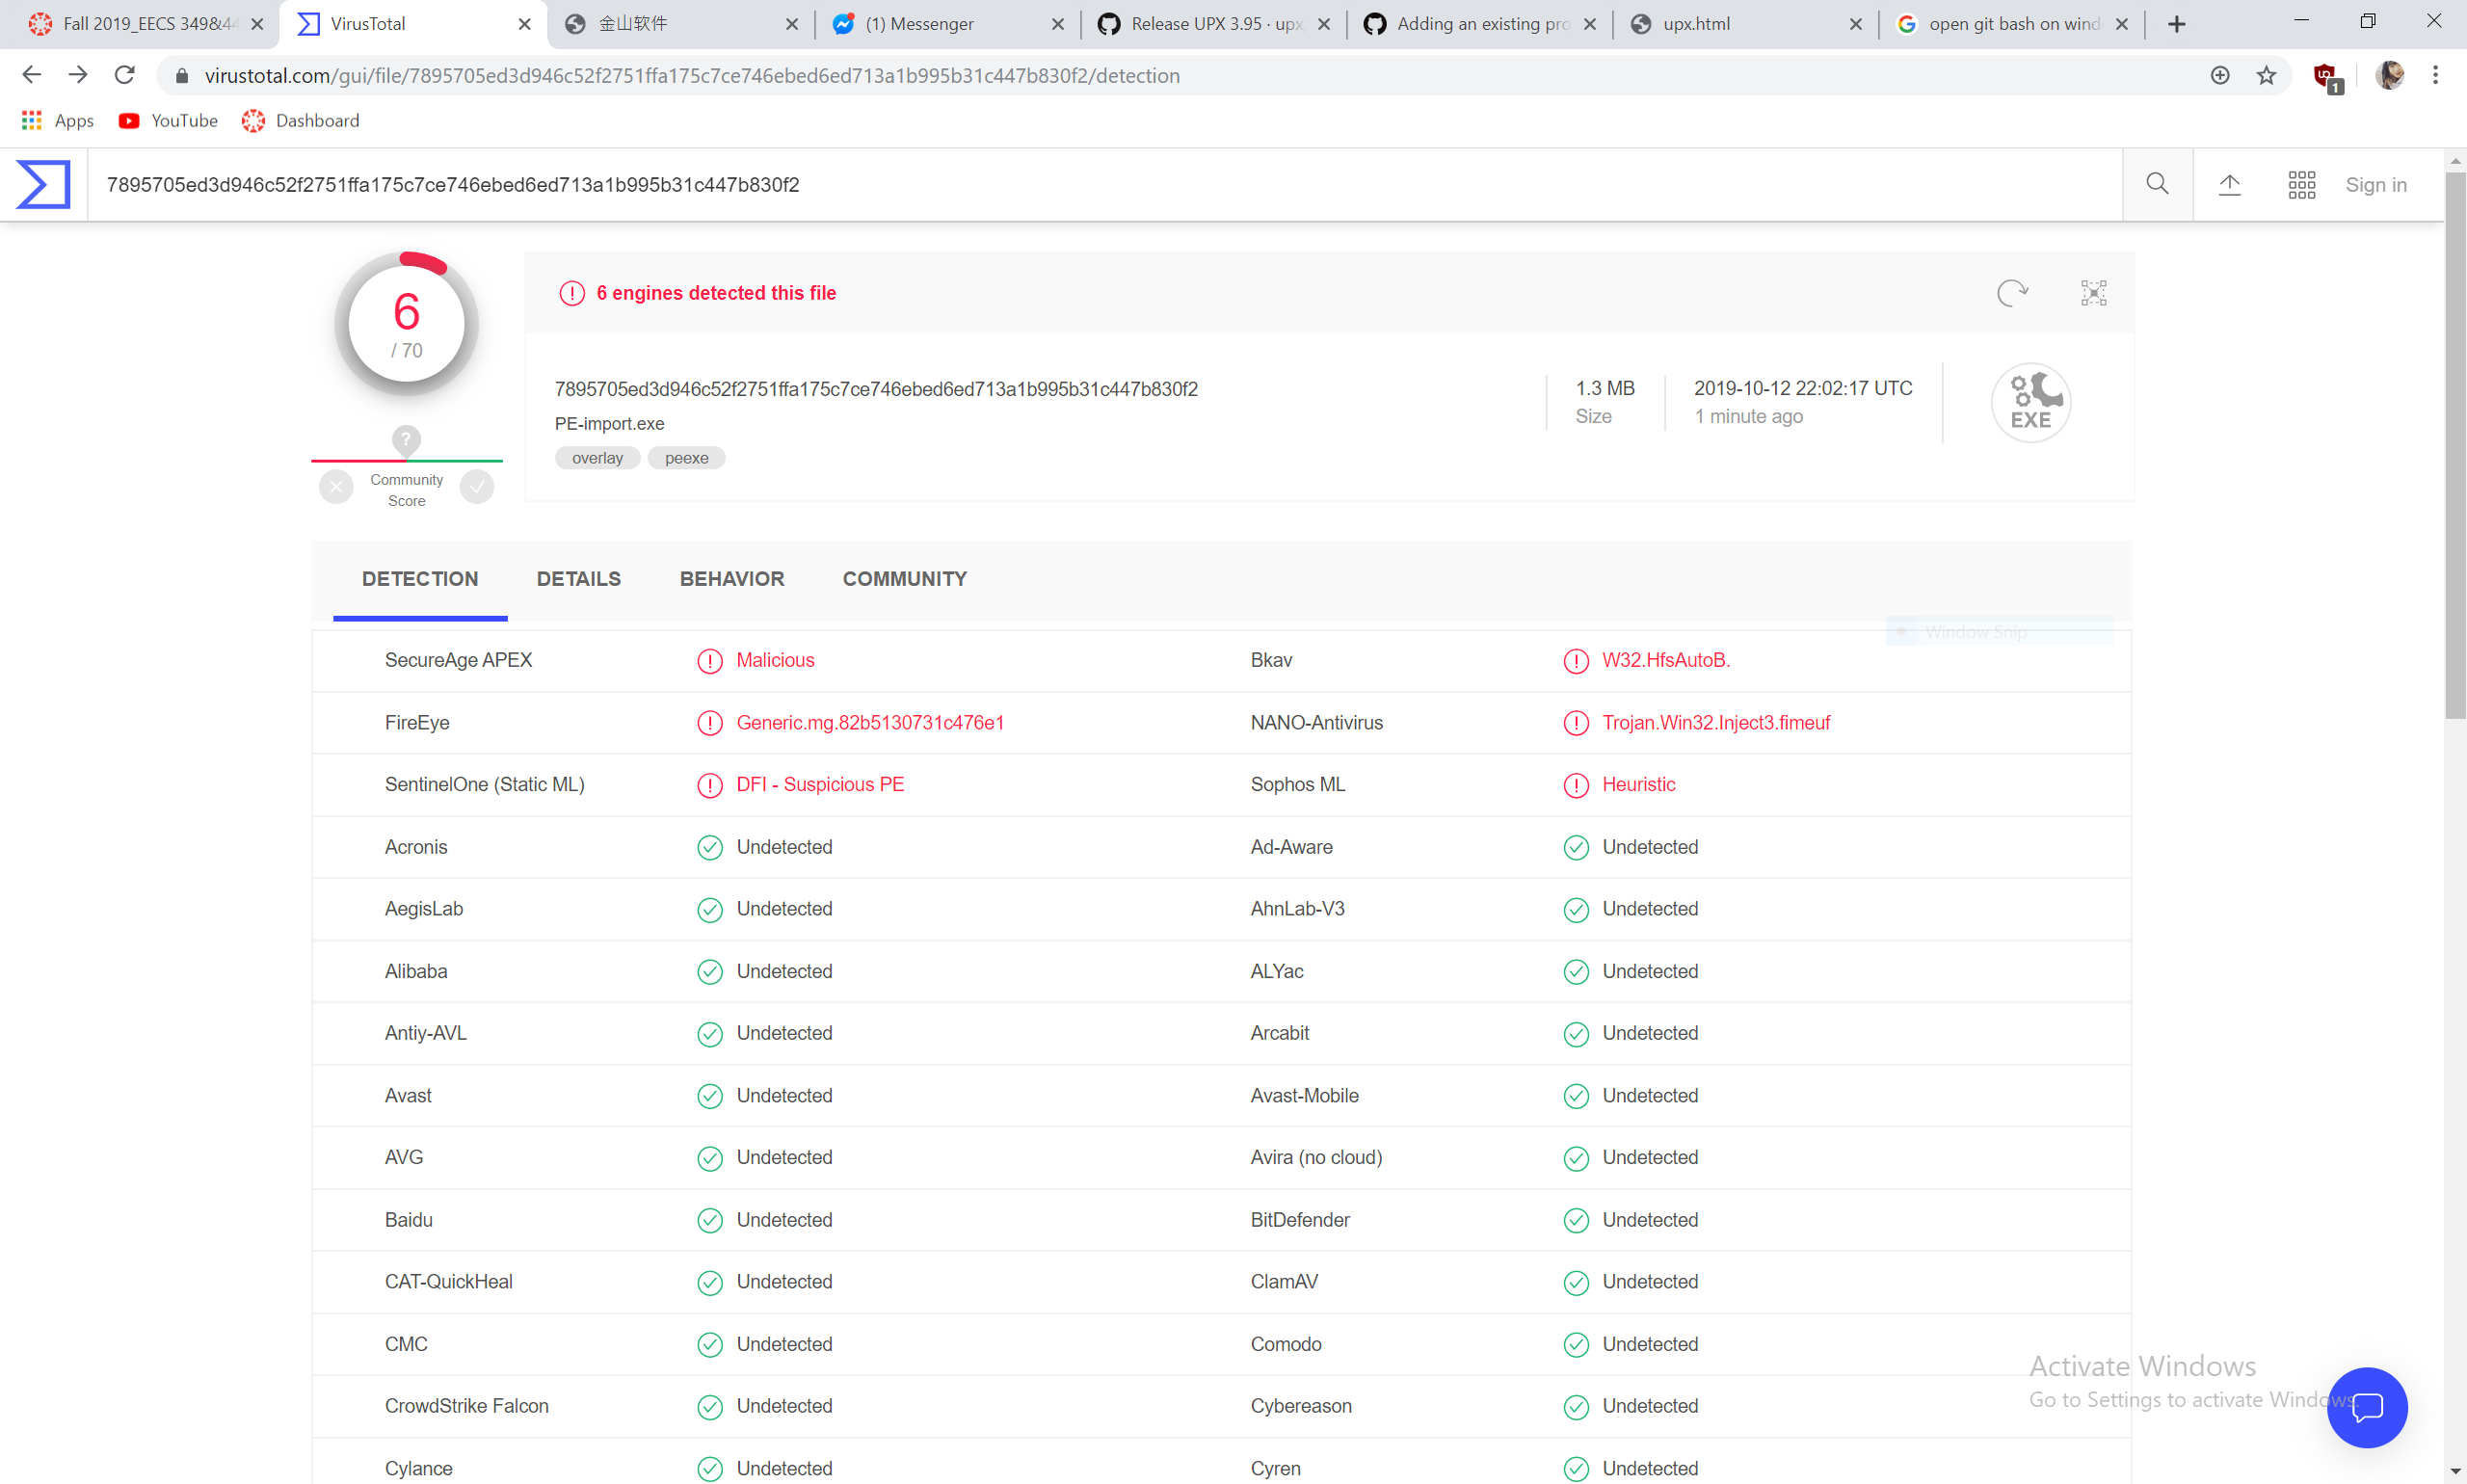 Fall 2019_EECS 349&44
VirusTotal
金山软件
(1) Messenger
Release UPX 3.95 · upx
Adding an existing pro
upx.html
open git bash on wind
virustotal.com/gui/file/7895705ed3d946c52f2751ffa175c7ce746ebed6ed713a1b995b31c447b830f2/detection
1
Apps
YouTube
Dashboard
7895705ed3d946c52f2751ffa175c7ce746ebed6ed713a1b995b31c447b830f2
Sign in
6
/ 70
6 engines detected this file
7895705ed3d946c52f2751ffa175c7ce746ebed6ed713a1b995b31c447b830f2
PE-import.exe
overlay peexe
1.3 MB
Size
2019-10-12 22:02:17 UTC
1 minute ago
EXE
?
Community
Score
DETECTION DETAILS BEHAVIOR COMMUNITY
Window Snip
SecureAge APEX Malicious Bkav W32.HfsAutoB.
FireEye Generic.mg.82b5130731c476e1 NANO-Antivirus Trojan.Win32.Inject3.fimeuf
SentinelOne (Static ML) DFI - Suspicious PE Sophos ML Heuristic
Acronis Undetected Ad-Aware Undetected
AegisLab Undetected AhnLab-V3 Undetected
Alibaba Undetected ALYac Undetected
Antiy-AVL Undetected Arcabit Undetected
Avast Undetected Avast-Mobile Undetected
AVG Undetected Avira (no cloud) Undetected
Baidu Undetected BitDefender Undetected
CAT-QuickHeal Undetected ClamAV Undetected
CMC Undetected Comodo Undetected
CrowdStrike Falcon Undetected Cybereason Undetected
Cylance Undetected Cyren Undetected
Activate Windows
Go to Settings to activate Windows.